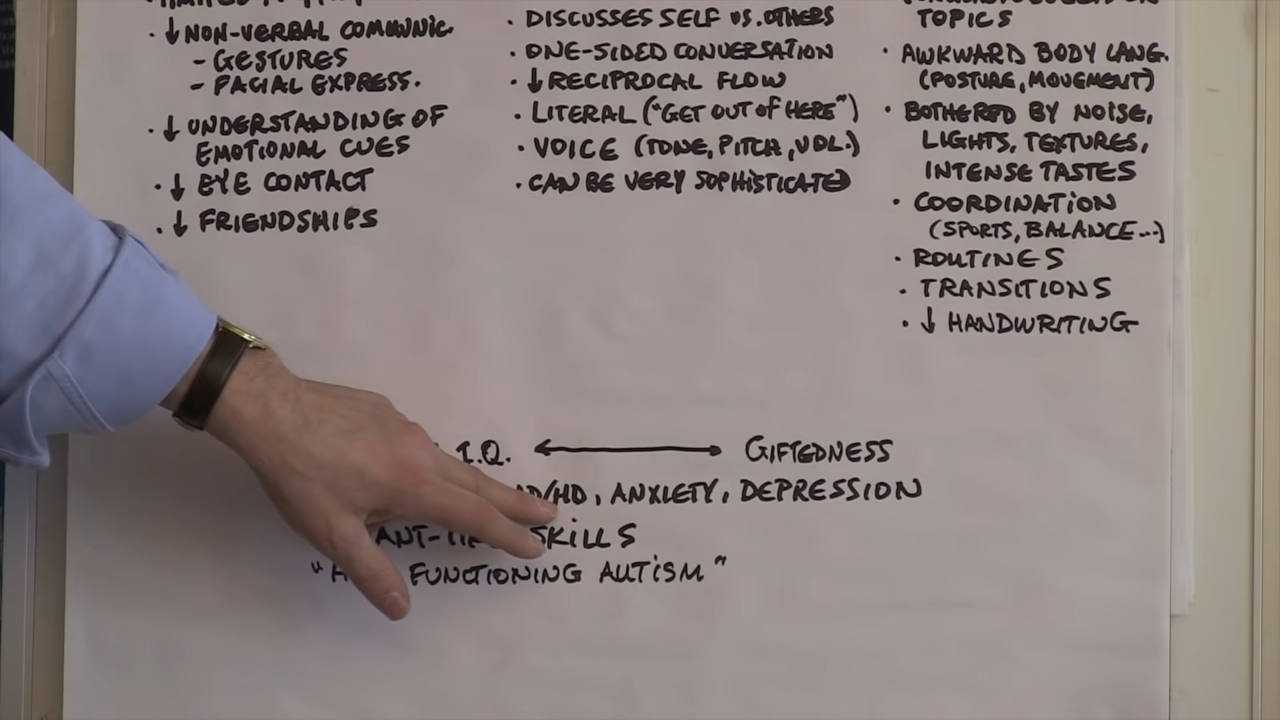 · ↓ NON-VERBAL COMMUNIC.
- GESTURES
- FACIAL EXPRESS.
· ↓ UNDERSTANDING OF
EMOTIONAL CUES
· ↓ EYE CONTACT
· ↓ FRIENDSHIPS
· DISCUSSES SELF VS. OTHERS
· ONE-SIDED CONVERSATION
· ↓ RECIPROCAL FLOW
· LITERAL ("GET OUT OF HERE")
· VOICE (TONE, PITCH, VOL.)
· CAN BE VERY SOPHISTICATED
TOPICS
· AWKWARD BODY LANG.
(POSTURE, MOVEMENT)
· BOTHERED BY NOISE,
LIGHTS, TEXTURES,
INTENSE TASTES
· COORDINATION
(SPORTS, BALANCE...)
· ROUTINES
· TRANSITIONS
· ↓ HANDWRITING
I.Q. ⟷ GIFTEDNESS
/HD, ANXIETY, DEPRESSION
SKILLS
" FUNCTIONING AUTISM"